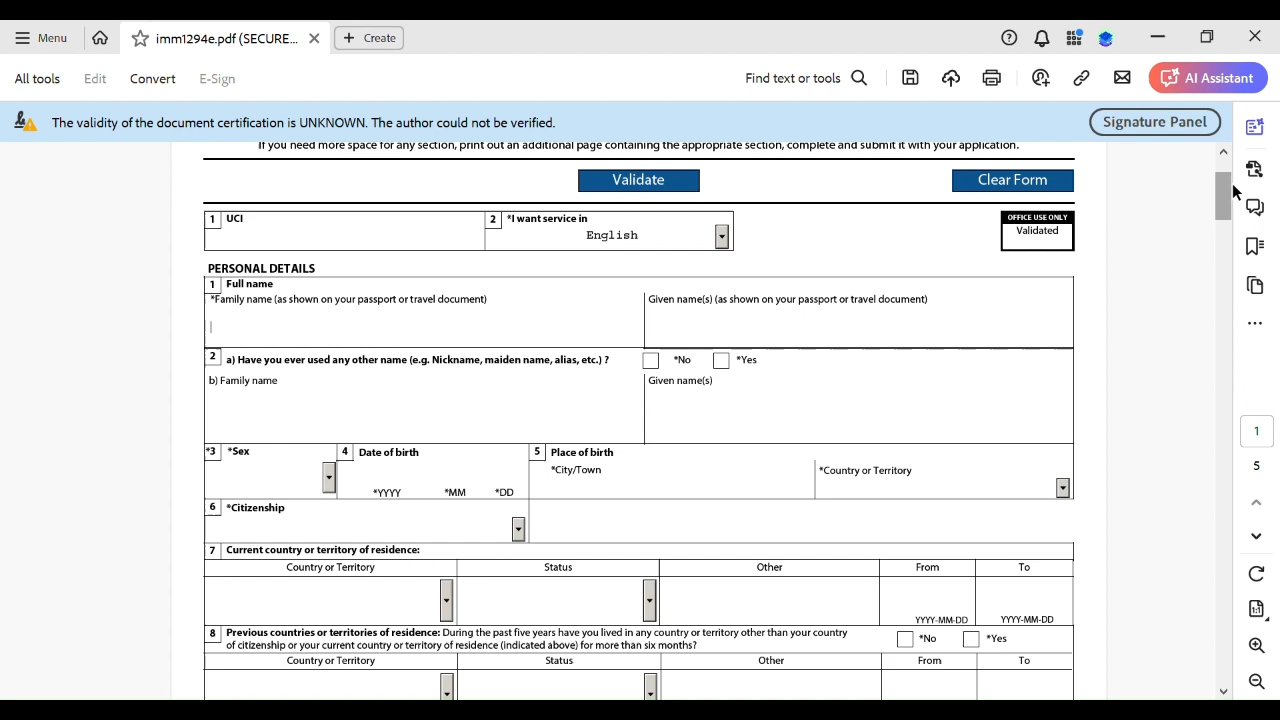 Menu
imm1294e.pdf (SECURE...
+ Create
All tools Edit Convert E-Sign Find text or tools AI Assistant
The validity of the document certification is UNKNOWN. The author could not be verified. Signature Panel
If you need more space for any section, print out an additional page containing the appropriate section, complete and submit it with your application.
Validate Clear Form
1 UCI 2 *I want service in OFFICE USE ONLY
English Validated
PERSONAL DETAILS
1 Full name
*Family name (as shown on your passport or travel document) Given name(s) (as shown on your passport or travel document)
2 a) Have you ever used any other name (e.g. Nickname, maiden name, alias, etc.) ? *No *Yes
b) Family name Given name(s)
*3 *Sex 4 Date of birth 5 Place of birth
*City/Town *Country or Territory
*YYYY *MM *DD
6 *Citizenship
7 Current country or territory of residence:
Country or Territory Status Other From To
YYYY-MM-DD YYYY-MM-DD
8 Previous countries or territories of residence: During the past five years have you lived in any country or territory other than your country
of citizenship or your current country or territory of residence (indicated above) for more than six months? *No *Yes
Country or Territory Status Other From To
1
5